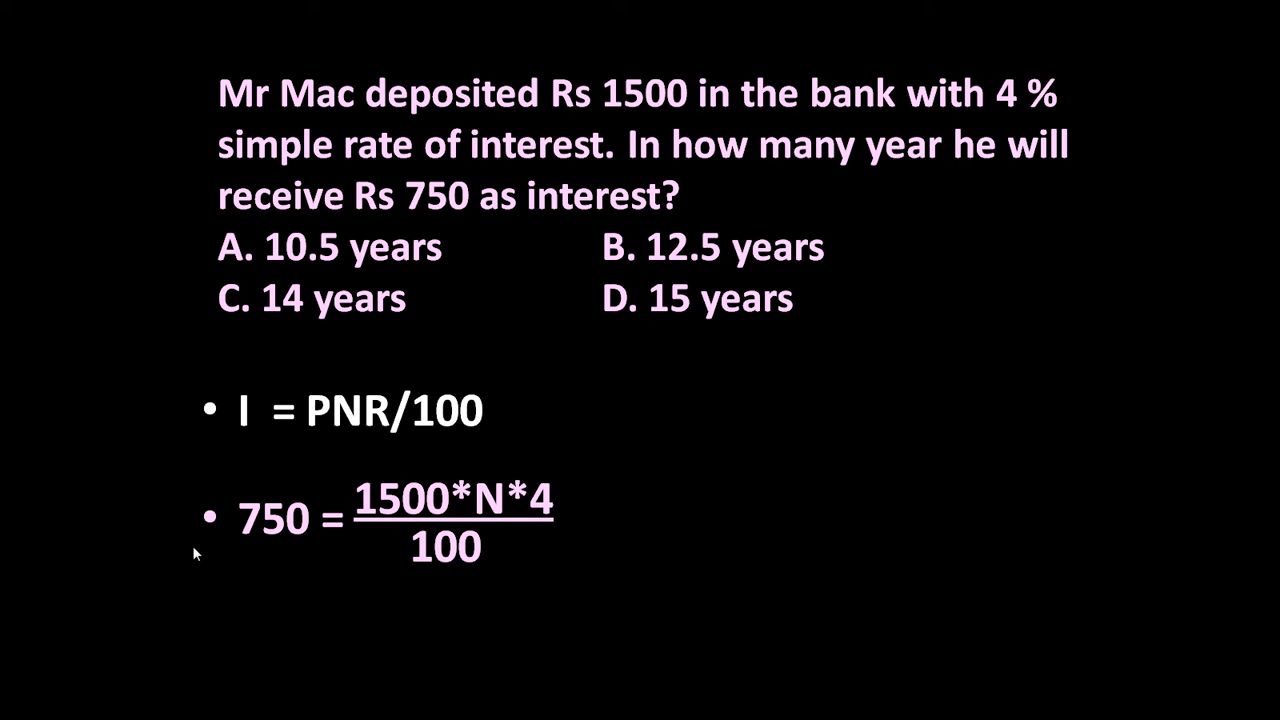 Mr Mac deposited Rs 1500 in the bank with 4 %
simple rate of interest. In how many year he will
receive Rs 750 as interest?
A. 10.5 years B. 12.5 years
C. 14 years D. 15 years
• I = PNR/100
• 750 = 1500*N*4
100